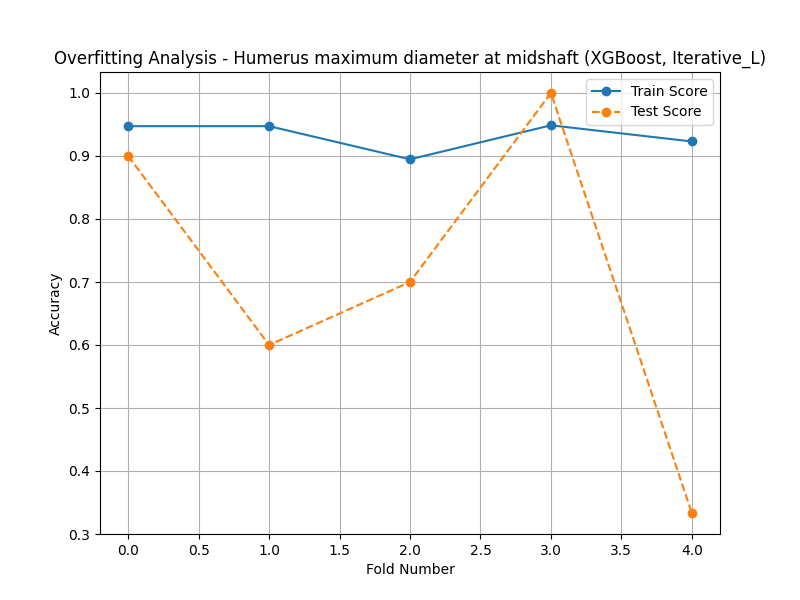 Overfitting Analysis - Humerus maximum diameter at midshaft (XGBoost, Iterative_L)
Train Score
Test Score
1.0
0.9
0.8
0.7
0.6
0.5
0.4
0.3
Accuracy
0.0 0.5 1.0 1.5 2.0 2.5 3.0 3.5 4.0
Fold Number